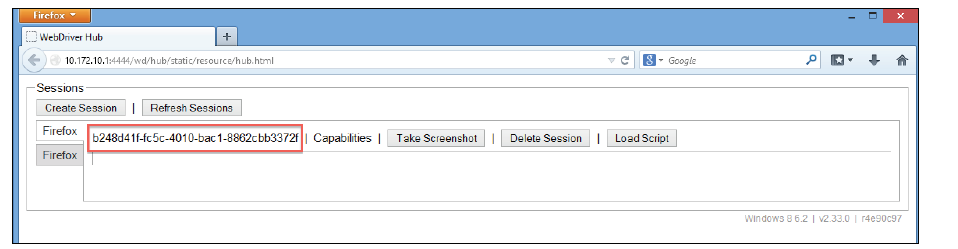 Firefox
WebDriver Hub
10.172.10.1:4444/wd/hub/static/resource/hub.html
Google
Sessions
Create Session | Refresh Sessions
Firefox
b248d41f-fc5c-4010-bac1-8862cbb3372f | Capabilities | Take Screenshot | Delete Session | Load Script
Firefox
Windows 8 6.2 | v2.33.0 | r4e90c97